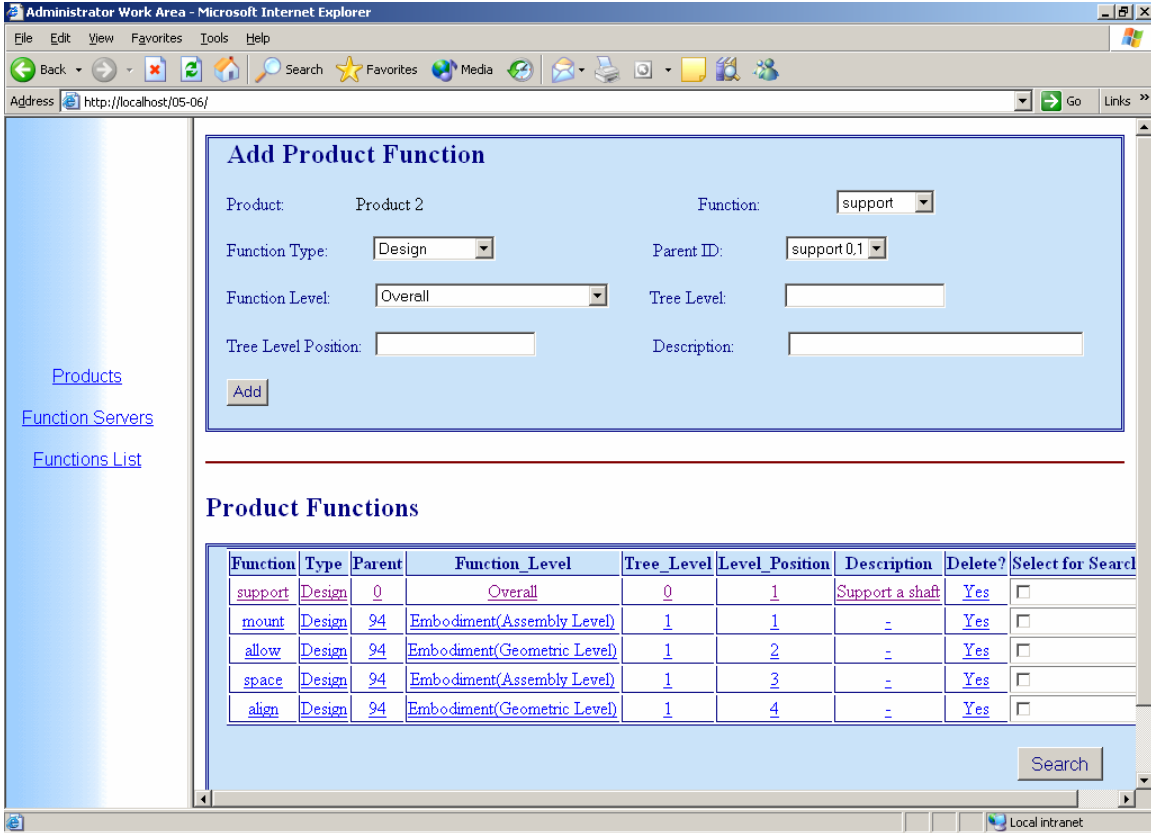 Administrator Work Area - Microsoft Internet Explorer
File Edit View Favorites Tools Help
Back Search Favorites Media
Address http://localhost/05-06/ Go Links »
Add Product Function
Product: Product 2 Function: support
Function Type: Design Parent ID: support 0,1
Function Level: Overall Tree Level:
Tree Level Position: Description:
Add
Products
Function Servers
Functions List
Product Functions
Function Type Parent Function_Level Tree_Level Level_Position Description Delete? Select for Search
support Design 0 Overall 0 1 Support a shaft Yes
mount Design 94 Embodiment(Assembly Level) 1 1 - Yes
allow Design 94 Embodiment(Geometric Level) 1 2 - Yes
space Design 94 Embodiment(Assembly Level) 1 3 - Yes
align Design 94 Embodiment(Geometric Level) 1 4 - Yes
Search
Local intranet